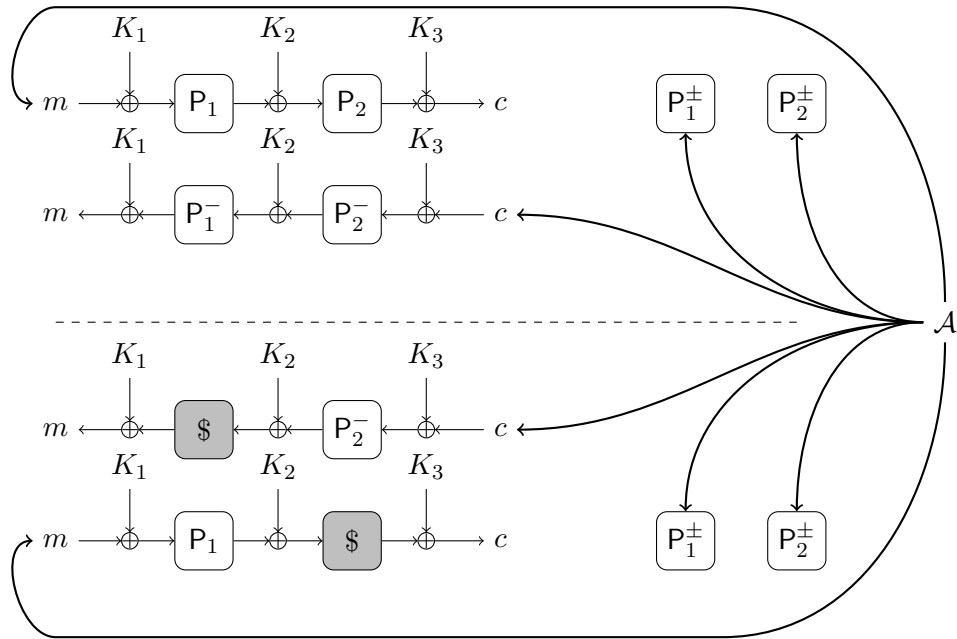 K₁ K₂ K₃
m P₁ P₂ c P₁± P₂±
K₁ K₂ K₃
m P₁⁻ P₂⁻ c
𝒜
K₁ K₂ K₃
m $ P₂⁻ c
K₁ K₂ K₃
m P₁ $ c P₁± P₂±